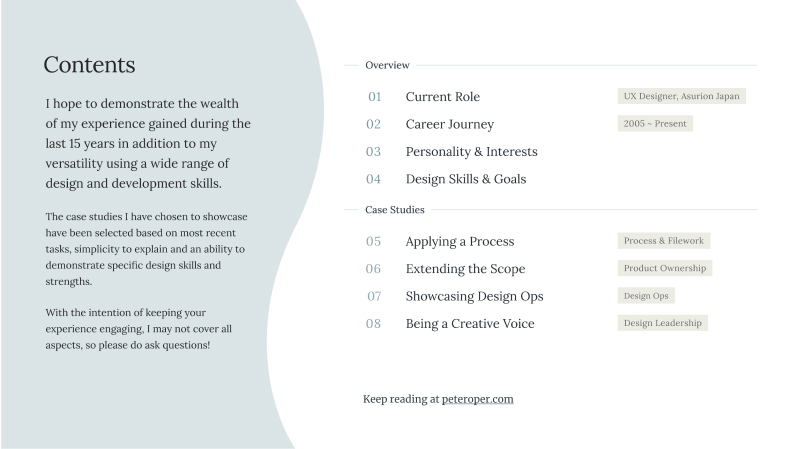 Contents
I hope to demonstrate the wealth
of my experience gained during the
last 15 years in addition to my
versatility using a wide range of
design and development skills.
The case studies I have chosen to showcase
have been selected based on most recent
tasks, simplicity to explain and an ability to
demonstrate specific design skills and
strengths.
With the intention of keeping your
experience engaging, I may not cover all
aspects, so please do ask questions!
Overview
01 Current Role UX Designer, Asurion Japan
02 Career Journey 2005 ~ Present
03 Personality & Interests
04 Design Skills & Goals
Case Studies
05 Applying a Process Process & Filework
06 Extending the Scope Product Ownership
07 Showcasing Design Ops Design Ops
08 Being a Creative Voice Design Leadership
Keep reading at peteroper.com